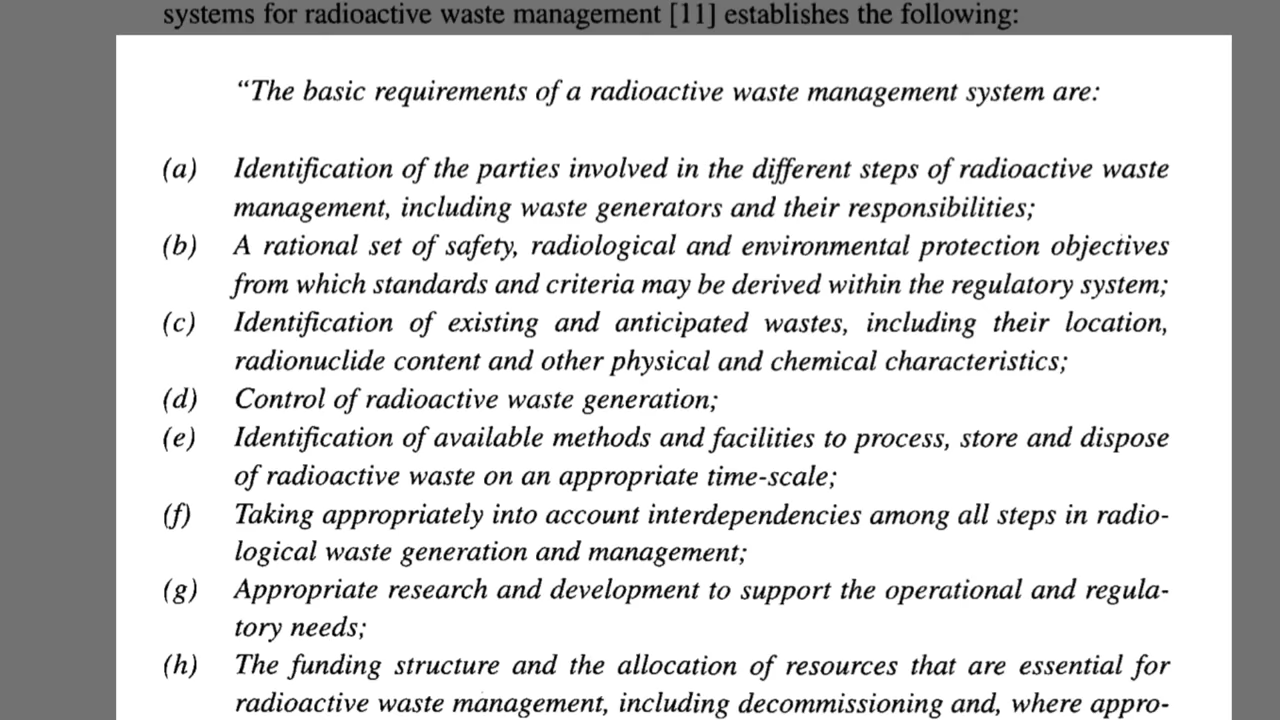 systems for radioactive waste management [11] establishes the following:
“The basic requirements of a radioactive waste management system are:
(a) Identification of the parties involved in the different steps of radioactive waste
management, including waste generators and their responsibilities;
(b) A rational set of safety, radiological and environmental protection objectives
from which standards and criteria may be derived within the regulatory system;
(c) Identification of existing and anticipated wastes, including their location,
radionuclide content and other physical and chemical characteristics;
(d) Control of radioactive waste generation;
(e) Identification of available methods and facilities to process, store and dispose
of radioactive waste on an appropriate time-scale;
(f) Taking appropriately into account interdependencies among all steps in radio-
logical waste generation and management;
(g) Appropriate research and development to support the operational and regula-
tory needs;
(h) The funding structure and the allocation of resources that are essential for
radioactive waste management, including decommissioning and, where appro-